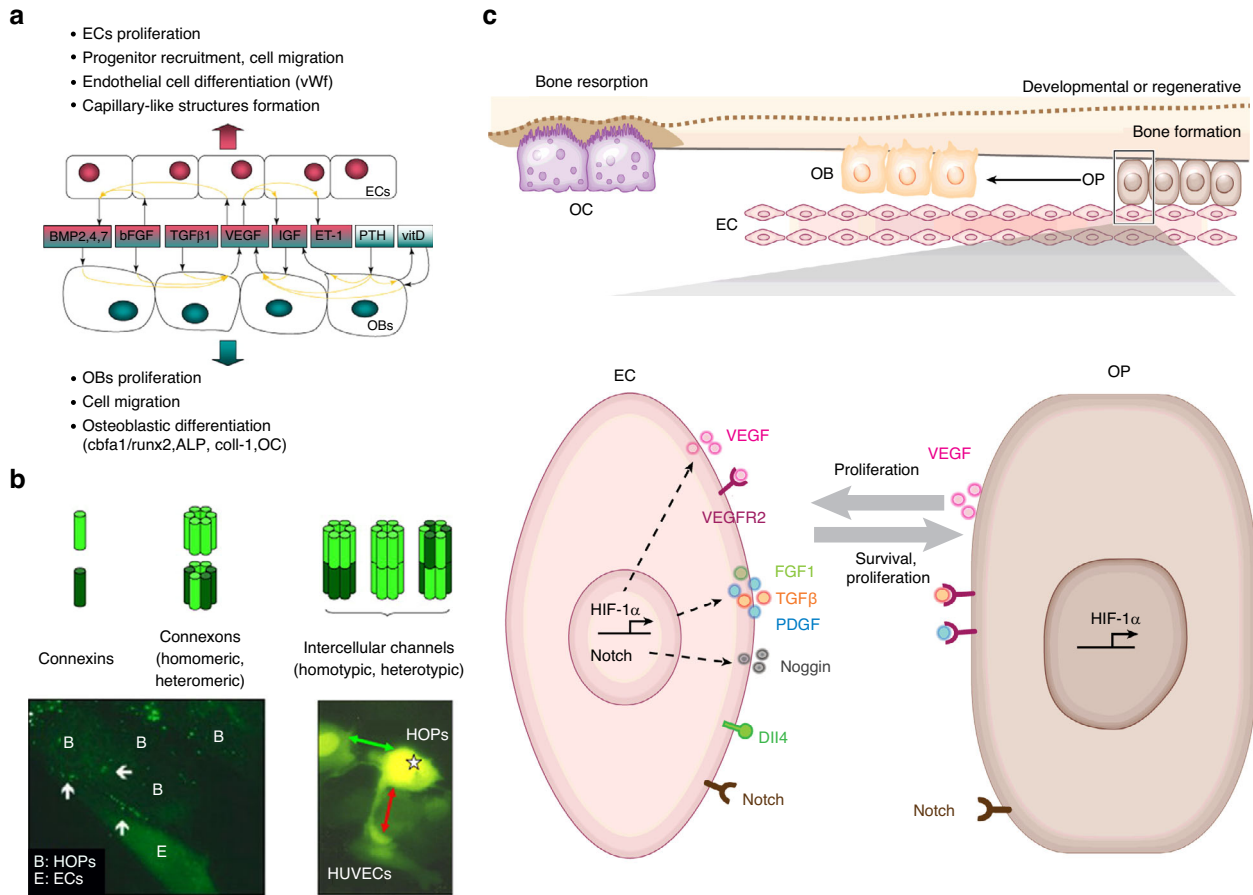 a
• ECs proliferation
• Progenitor recruitment, cell migration
• Endothelial cell differentiation (vWf)
• Capillary-like structures formation
ECs
BMP2,4,7 bFGF TGFβ1 VEGF IGF ET-1 PTH vitD
OBs
• OBs proliferation
• Cell migration
• Osteoblastic differentiation
(cbfa1/runx2,ALP, coll-1,OC)
b
Connexins
Connexons
(homomeric,
heteromeric)
Intercellular channels
(homotypic, heterotypic)
B
B
B
B
E
B: HOPs
E: ECs
HOPs
HUVECs
c
Bone resorption
Developmental or regenerative
Bone formation
OC
OB
OP
EC
EC
OP
VEGF
VEGFR2
Proliferation
VEGF
Survival,
proliferation
FGF1
TGFβ
PDGF
HIF-1α
Notch
Noggin
Dll4
Notch
HIF-1α
Notch